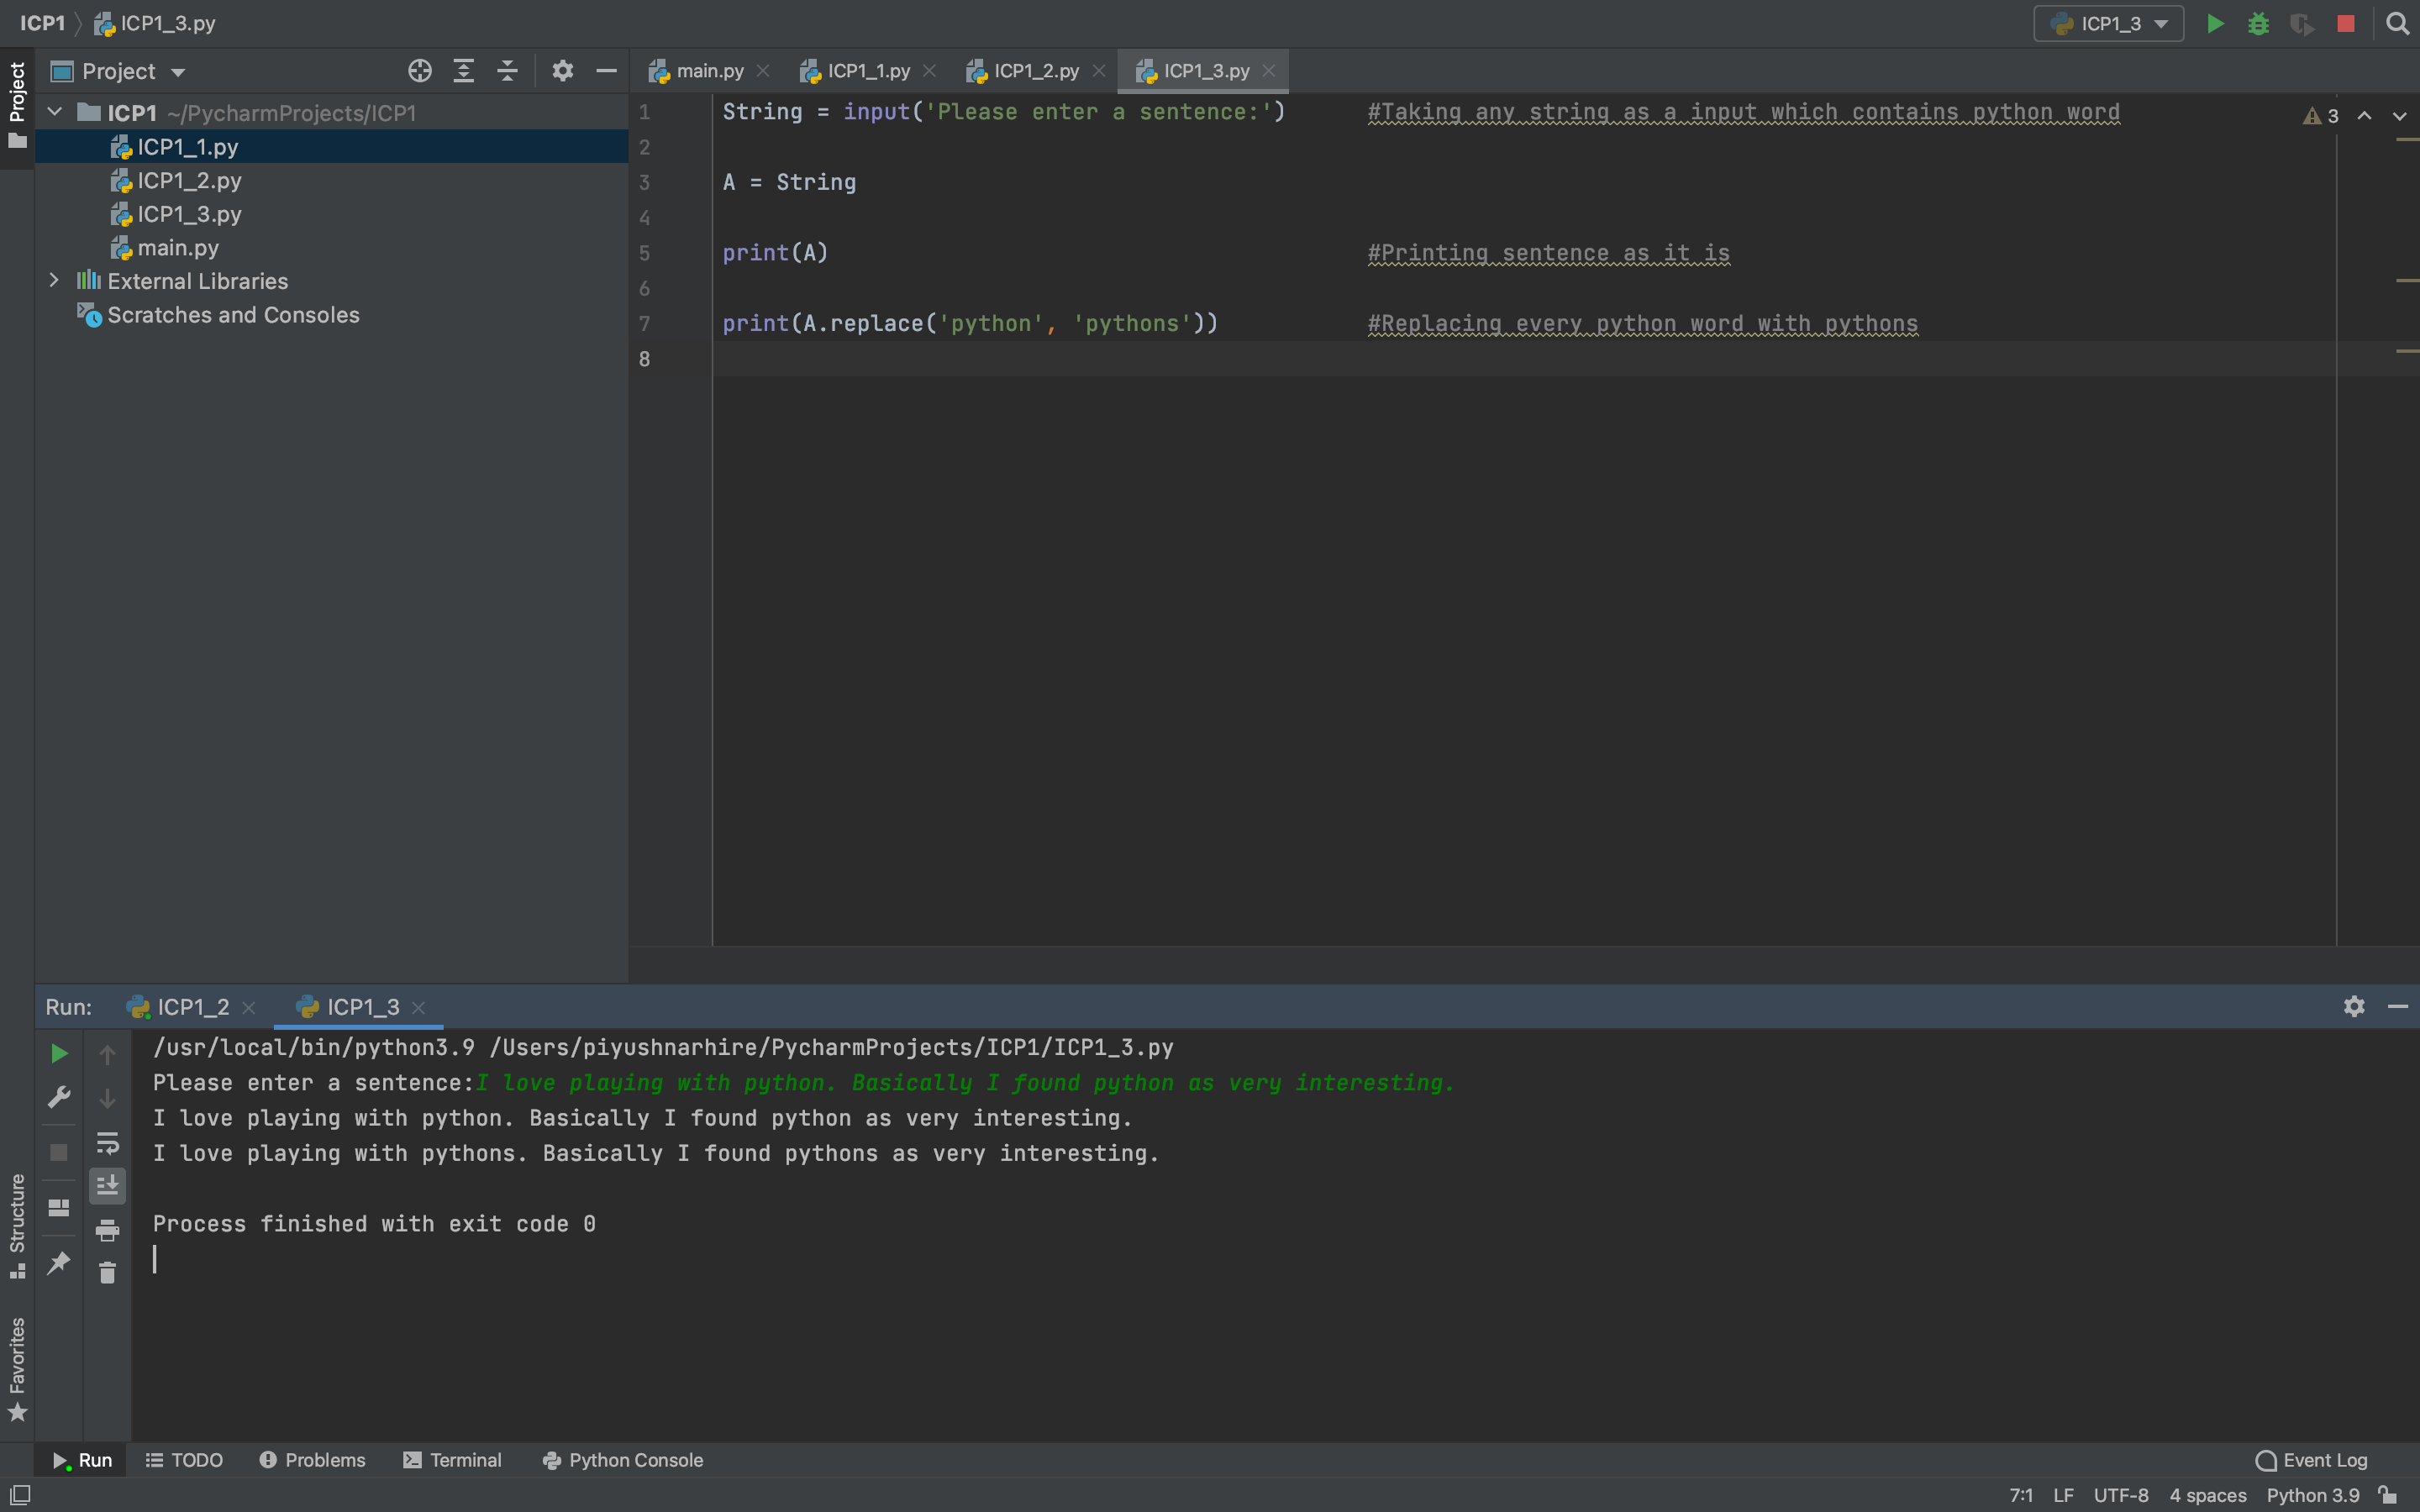 ICP1 ICP1_3.py ICP1_3
Project main.py ICP1_1.py ICP1_2.py ICP1_3.py
Project
ICP1 ~/PycharmProjects/ICP1
ICP1_1.py
ICP1_2.py
ICP1_3.py
main.py
External Libraries
Scratches and Consoles
1 String = input('Please enter a sentence:') #Taking any string as a input which contains python word 3
2
3 A = String
4
5 print(A) #Printing sentence as it is
6
7 print(A.replace('python', 'pythons')) #Replacing every python word with pythons
8
Run: ICP1_2 ICP1_3
/usr/local/bin/python3.9 /Users/piyushnarhire/PycharmProjects/ICP1/ICP1_3.py
Please enter a sentence:I love playing with python. Basically I found python as very interesting.
I love playing with python. Basically I found python as very interesting.
I love playing with pythons. Basically I found pythons as very interesting.
Process finished with exit code 0
Structure
Favorites
Run TODO Problems Terminal Python Console Event Log
7:1 LF UTF-8 4 spaces Python 3.9